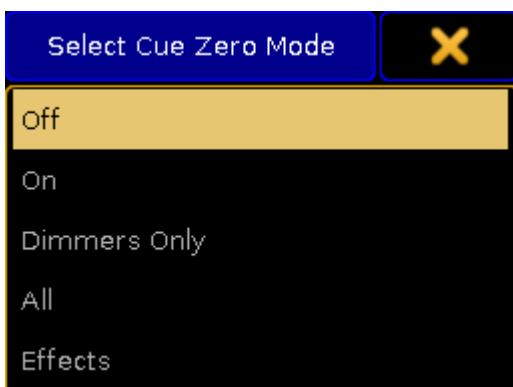 Select Cue Zero Mode
Off
On
Dimmers Only
All
Effects